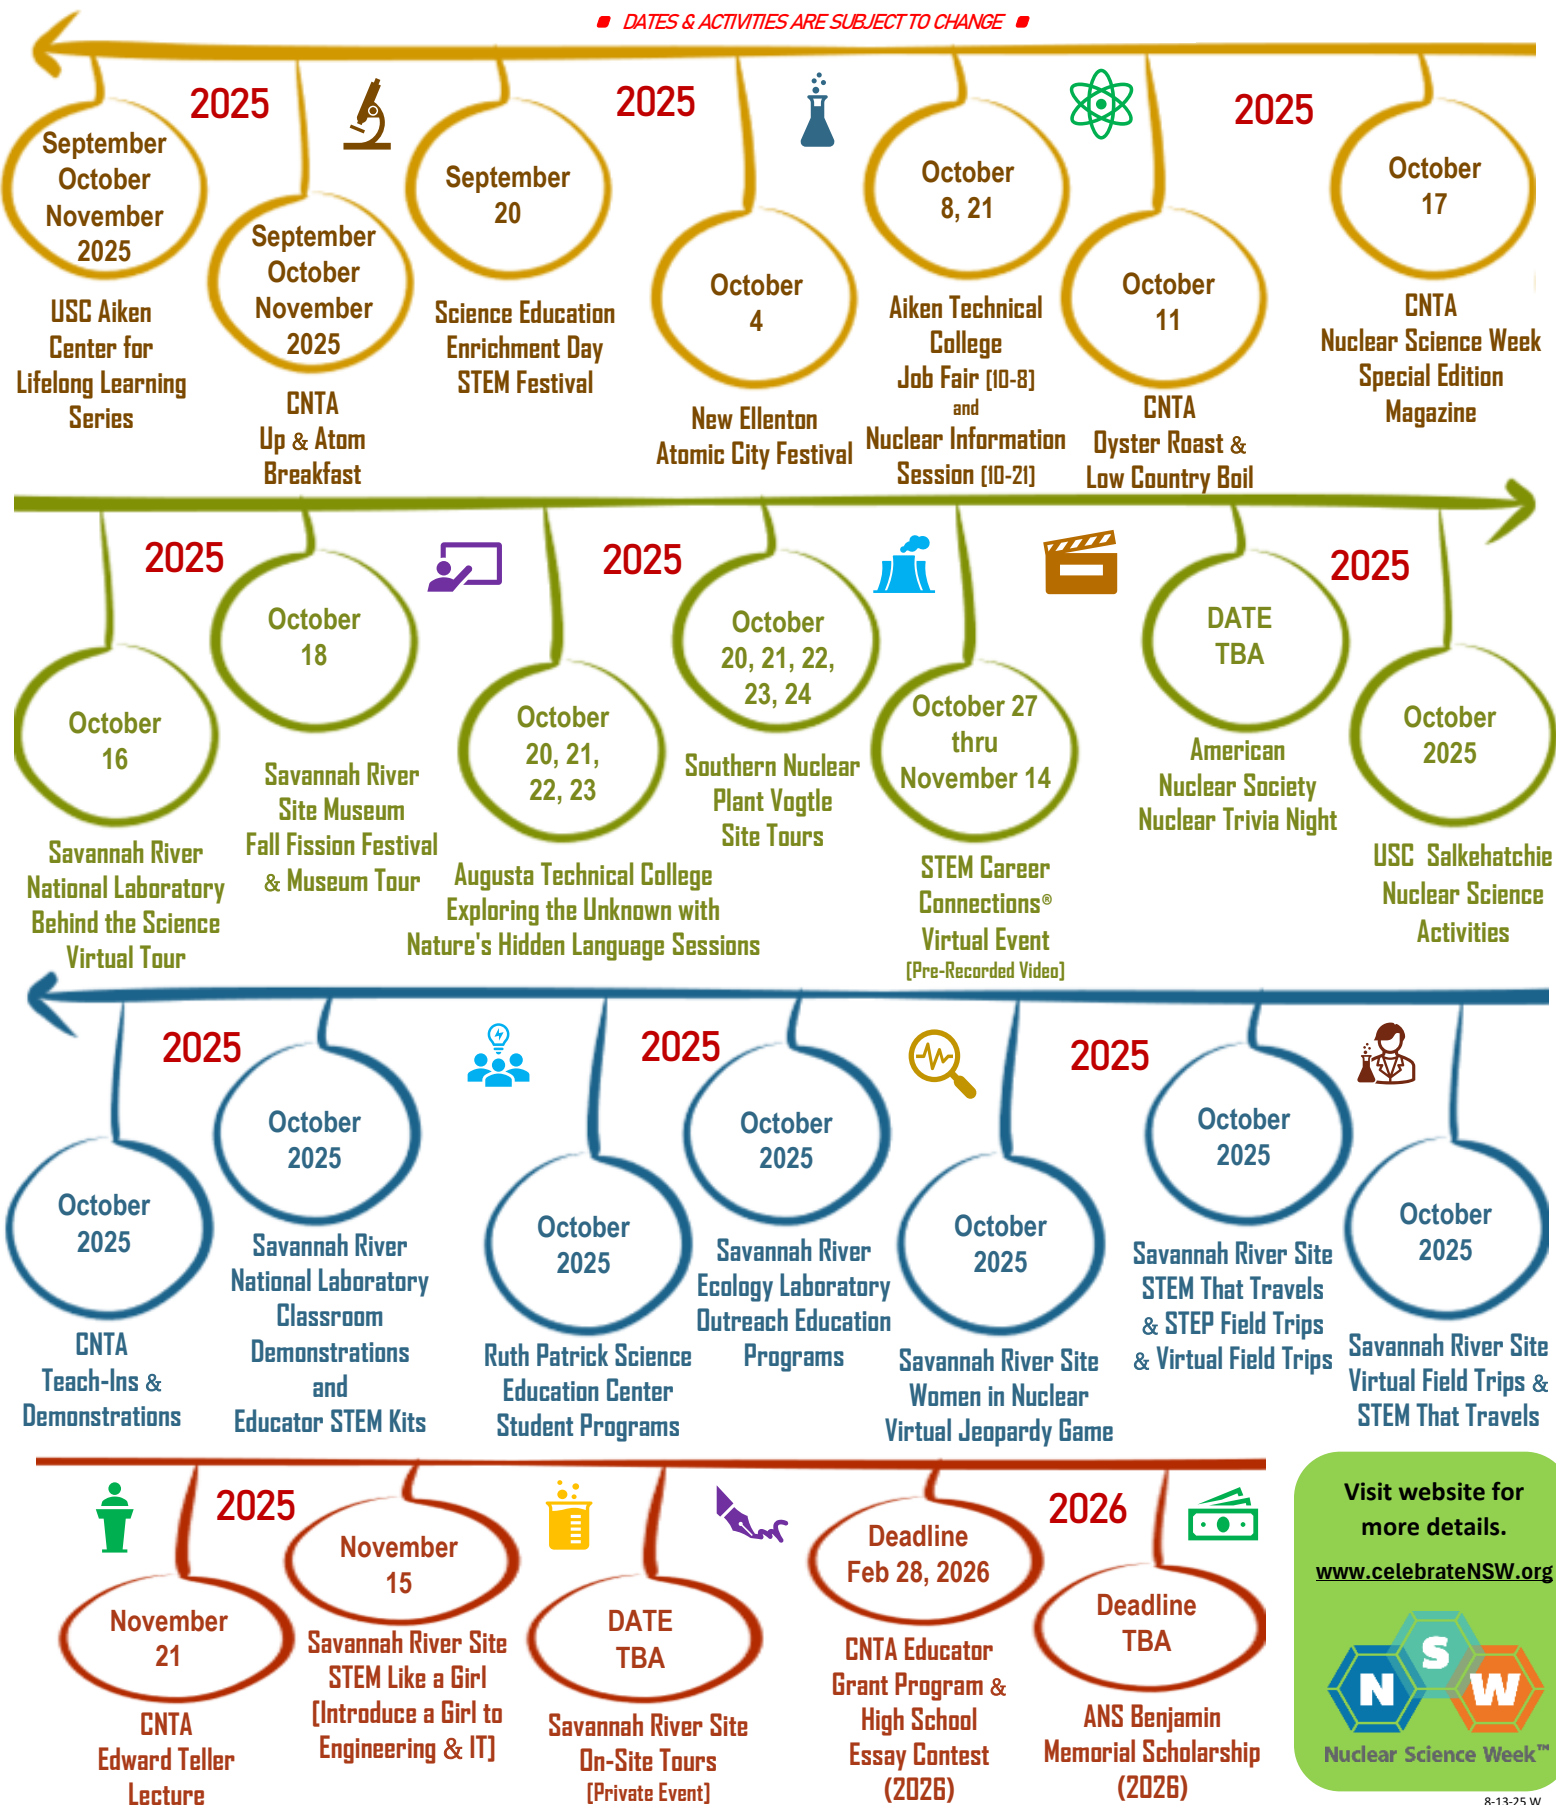 DATES & ACTIVITIES ARE SUBJECT TO CHANGE
2025
2025
2025
September
October
November
2025
USC Aiken
Center for
Lifelong Learning
Series
September
October
November
2025
CNTA
Up & Atom
Breakfast
September
20
Science Education
Enrichment Day
STEM Festival
October
4
New Ellenton
Atomic City Festival
October
8, 21
Aiken Technical
College
Job Fair [10-8]
and
Nuclear Information
Session [10-21]
October
11
CNTA
Oyster Roast &
Low Country Boil
October
17
CNTA
Nuclear Science Week
Special Edition
Magazine
2025
2025
2025
October
16
Savannah River
National Laboratory
Behind the Science
Virtual Tour
October
18
Savannah River
Site Museum
Fall Fission Festival
& Museum Tour
October
20, 21,
22, 23
Augusta Technical College
Exploring the Unknown with
Nature's Hidden Language Sessions
October
20, 21, 22,
23, 24
Southern Nuclear
Plant Vogtle
Site Tours
October 27
thru
November 14
STEM Career
Connections®
Virtual Event
[Pre-Recorded Video]
DATE
TBA
American
Nuclear Society
Nuclear Trivia Night
October
2025
USC Salkehatchie
Nuclear Science
Activities
2025
2025
2025
October
2025
CNTA
Teach-Ins &
Demonstrations
October
2025
Savannah River
National Laboratory
Classroom
Demonstrations
and
Educator STEM Kits
October
2025
Ruth Patrick Science
Education Center
Student Programs
October
2025
Savannah River
Ecology Laboratory
Outreach Education
Programs
October
2025
Savannah River Site
Women in Nuclear
Virtual Jeopardy Game
October
2025
Savannah River Site
STEM That Travels
& STEP Field Trips
& Virtual Field Trips
October
2025
Savannah River Site
Virtual Field Trips &
STEM That Travels
2025
2026
November
21
CNTA
Edward Teller
Lecture
November
15
Savannah River Site
STEM Like a Girl
[Introduce a Girl to
Engineering & IT]
DATE
TBA
Savannah River Site
On-Site Tours
[Private Event]
Deadline
Feb 28, 2026
CNTA Educator
Grant Program &
High School
Essay Contest
(2026)
Deadline
TBA
ANS Benjamin
Memorial Scholarship
(2026)
Visit website for
more details.
www.celebrateNSW.org
N S W
Nuclear Science Week™
8-13-25 W